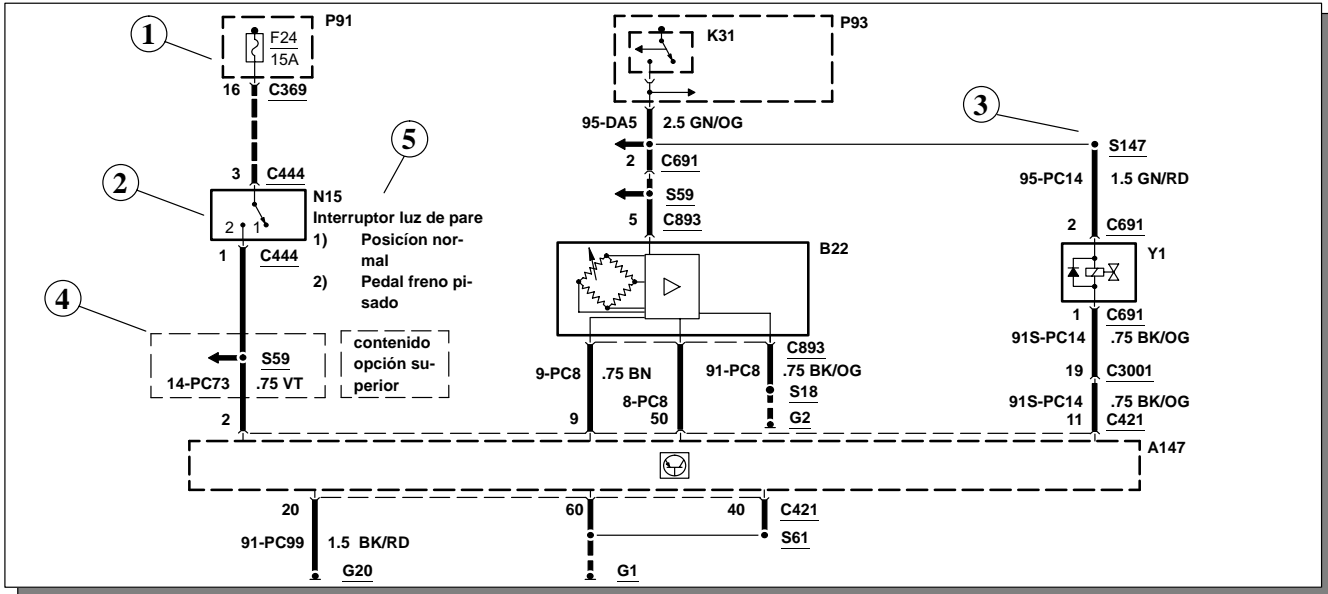 P91
F24
15A
16 C369
1
K31
P93
95-DA5 2.5 GN/OG
3
S147
2 C691
95-PC14 1.5 GN/RD
S59
5 C893
2 C691
Y1
1 C691
3 C444
2
N15
2 1
5
Interruptor luz de pare
1) Posicíon nor-
mal
2) Pedal freno pi-
sado
1 C444
B22
4
S59
14-PC73 .75 VT
contenido
opción su-
perior
2
C893
9-PC8 .75 BN
8-PC8
91-PC8 .75 BK/OG
S18
G2
9
50
91S-PC14 .75 BK/OG
19 C3001
91S-PC14 .75 BK/OG
11 C421
A147
20
60
40 C421
S61
91-PC99 1.5 BK/RD
G20
G1